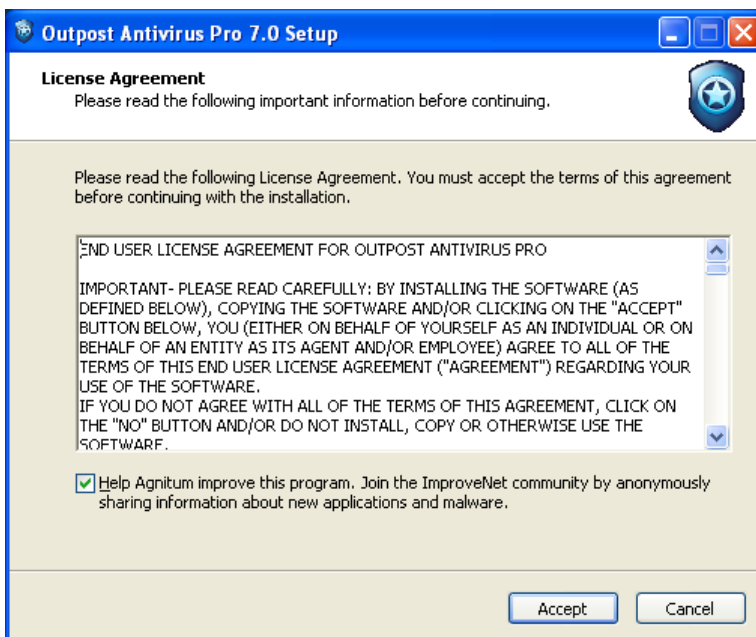 Outpost Antivirus Pro 7.0 Setup
License Agreement
Please read the following important information before continuing.
Please read the following License Agreement. You must accept the terms of this agreement
before continuing with the installation.
END USER LICENSE AGREEMENT FOR OUTPOST ANTIVIRUS PRO
IMPORTANT- PLEASE READ CAREFULLY: BY INSTALLING THE SOFTWARE (AS
DEFINED BELOW), COPYING THE SOFTWARE AND/OR CLICKING ON THE "ACCEPT"
BUTTON BELOW, YOU (EITHER ON BEHALF OF YOURSELF AS AN INDIVIDUAL OR ON
BEHALF OF AN ENTITY AS ITS AGENT AND/OR EMPLOYEE) AGREE TO ALL OF THE
TERMS OF THIS END USER LICENSE AGREEMENT ("AGREEMENT") REGARDING YOUR
USE OF THE SOFTWARE.
IF YOU DO NOT AGREE WITH ALL OF THE TERMS OF THIS AGREEMENT, CLICK ON
THE "NO" BUTTON AND/OR DO NOT INSTALL, COPY OR OTHERWISE USE THE
SOFTWARE.
Help Agnitum improve this program. Join the ImproveNet community by anonymously
sharing information about new applications and malware.
Accept
Cancel